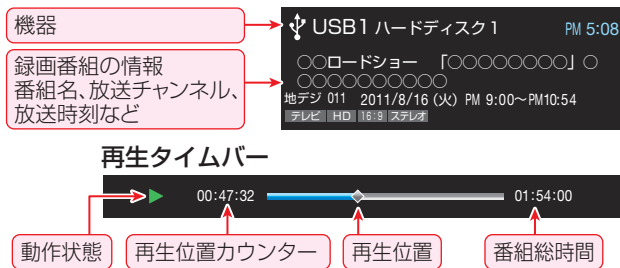 機器
USB1 ハードディスク1 PM 5:08
録画番組の情報
番組名、放送チャンネル、
放送時刻など
○○ロードショー 「○○○○○○○○」○
○○○○○○○○○○
地デジ 011 2011/8/16 (火) PM 9:00~PM10:54
テレビ HD 16:9 ステレオ
再生タイムバー
00:47:32 01:54:00
動作状態 再生位置カウンター 再生位置 番組総時間